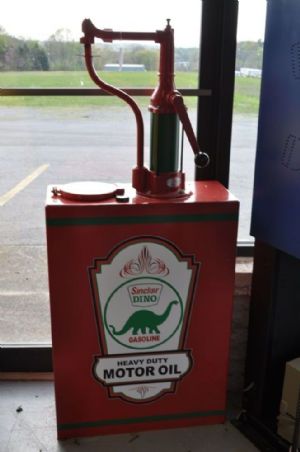 Sinclair
DINO
GASOLINE
HEAVY DUTY
MOTOR OIL